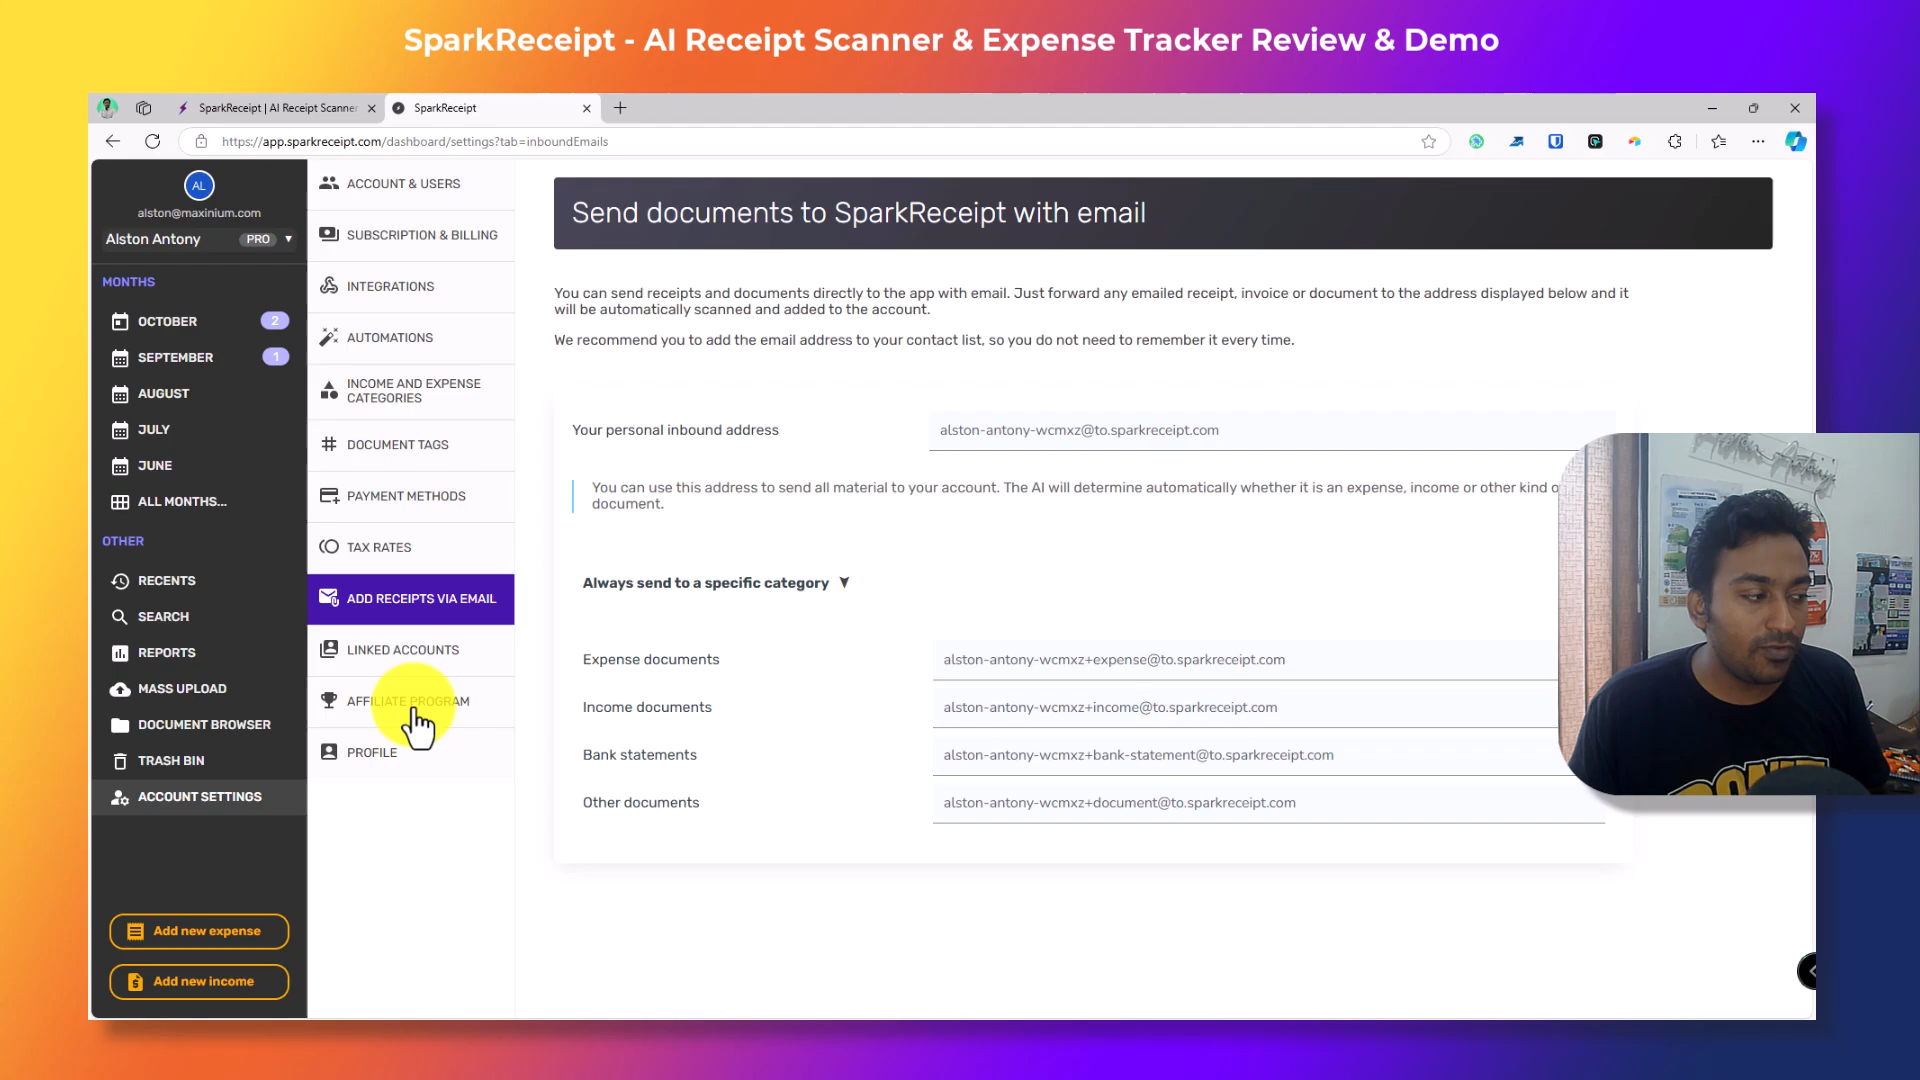 SparkReceipt - AI Receipt Scanner & Expense Tracker Review & Demo
SparkReceipt | AI Receipt Scanner
SparkReceipt
https://app.sparkreceipt.com/dashboard/settings?tab=inboundEmails
AL
alston@maxinium.com
Alston Antony PRO
MONTHS
OCTOBER 2
SEPTEMBER 1
AUGUST
JULY
JUNE
ALL MONTHS...
OTHER
RECENTS
SEARCH
REPORTS
MASS UPLOAD
DOCUMENT BROWSER
TRASH BIN
ACCOUNT SETTINGS
Add new expense
Add new income
ACCOUNT & USERS
SUBSCRIPTION & BILLING
INTEGRATIONS
AUTOMATIONS
INCOME AND EXPENSE
CATEGORIES
DOCUMENT TAGS
PAYMENT METHODS
TAX RATES
ADD RECEIPTS VIA EMAIL
LINKED ACCOUNTS
AFFILIATE PROGRAM
PROFILE
Send documents to SparkReceipt with email
You can send receipts and documents directly to the app with email. Just forward any emailed receipt, invoice or document to the address displayed below and it
will be automatically scanned and added to the account.
We recommend you to add the email address to your contact list, so you do not need to remember it every time.
Your personal inbound address
alston-antony-wcmxz@to.sparkreceipt.com
You can use this address to send all material to your account. The AI will determine automatically whether it is an expense, income or other kind
document.
Always send to a specific category
Expense documents
alston-antony-wcmxz+expense@to.sparkreceipt.com
Income documents
alston-antony-wcmxz+income@to.sparkreceipt.com
Bank statements
alston-antony-wcmxz+bank-statement@to.sparkreceipt.com
Other documents
alston-antony-wcmxz+document@to.sparkreceipt.com